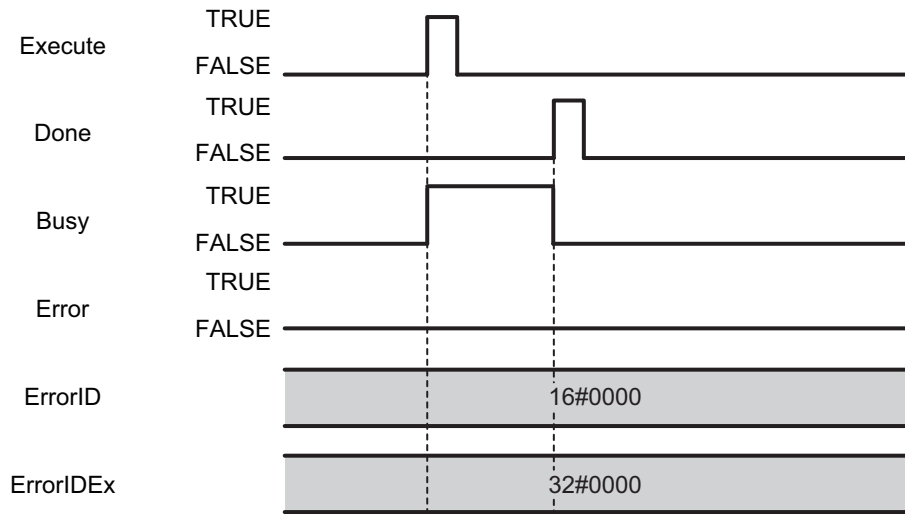 TRUE
Execute
FALSE
TRUE
Done
FALSE
TRUE
Busy
FALSE
TRUE
Error
FALSE
ErrorID
16#0000
ErrorIDEx
32#0000